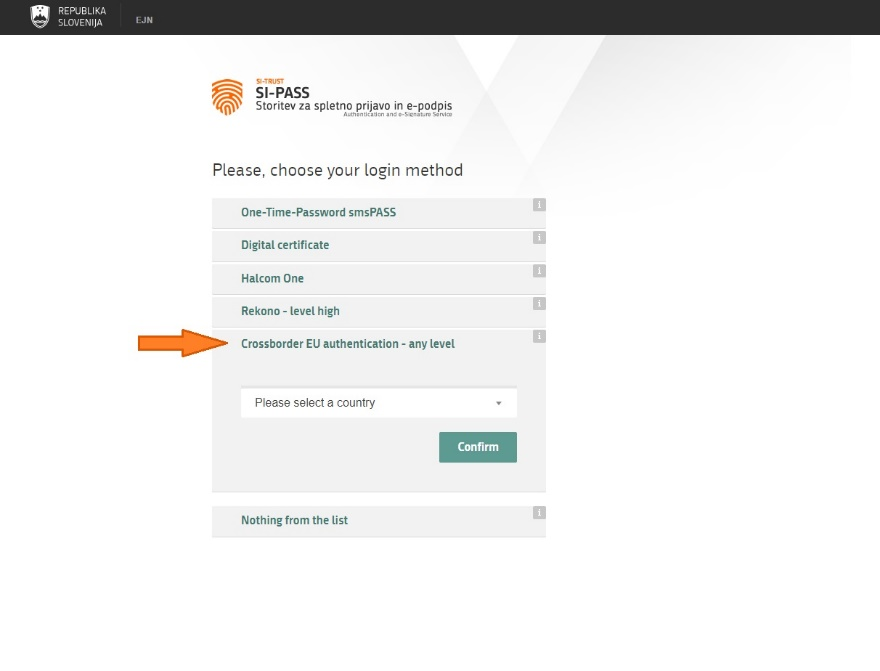 REPUBLIKA
SLOVENIJA
EJN
SI-TRUST
SI-PASS
Storitev za spletno prijavo in e-podpis
Authentication and e-Signature Service
Please, choose your login method
One-Time-Password smsPASS
i
Digital certificate
i
Halcom One
i
Rekono - level high
i
Crossborder EU authentication - any level
i
Please select a country
Confirm
Nothing from the list
i